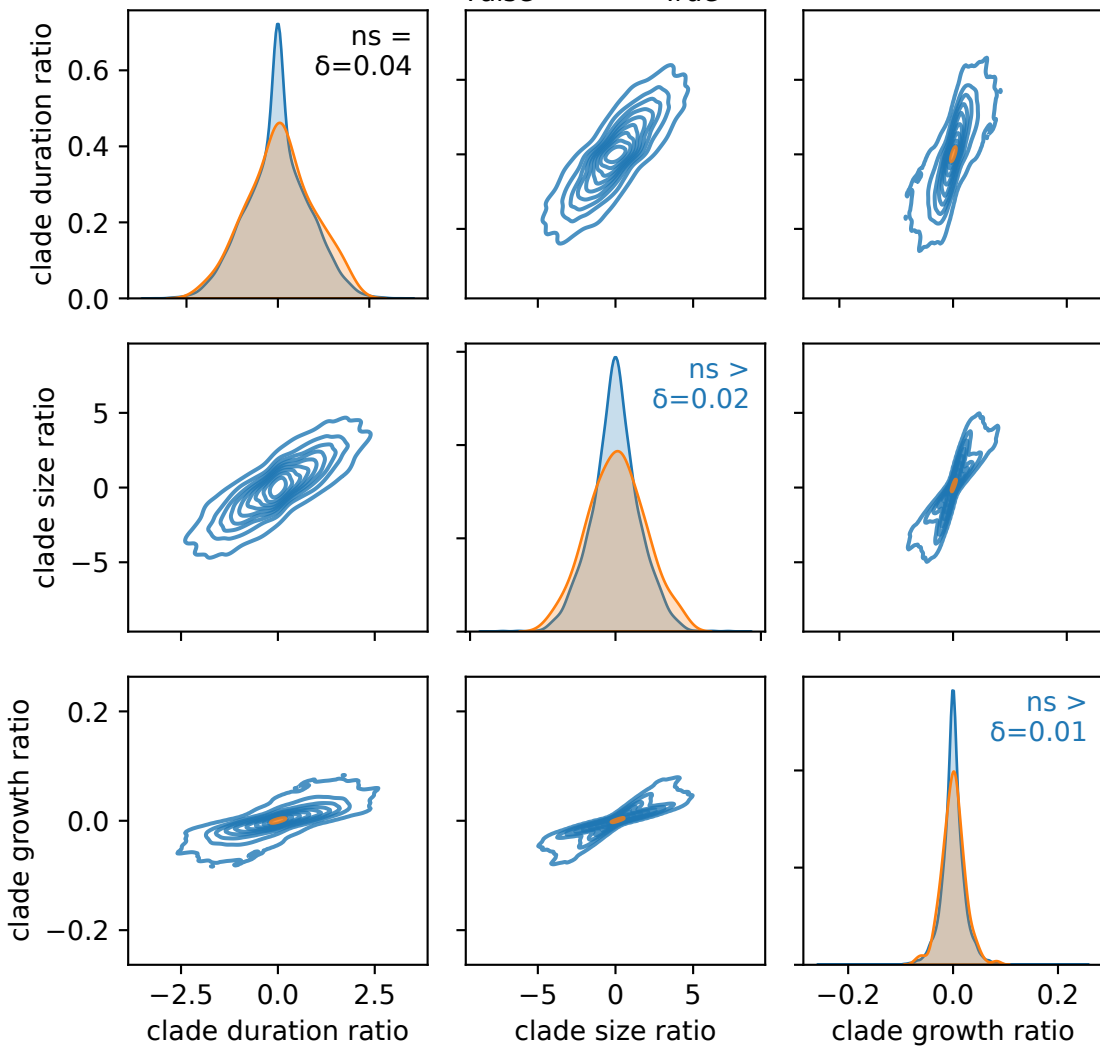 ns =
δ=0.04
clade duration ratio
0.6
0.4
0.2
0.0
ns >
δ=0.02
clade size ratio
5
0
−5
ns >
δ=0.01
clade growth ratio
0.2
0.0
−0.2
−2.5 0.0 2.5
−5 0 5
−0.2 0.0 0.2
clade duration ratio
clade size ratio
clade growth ratio